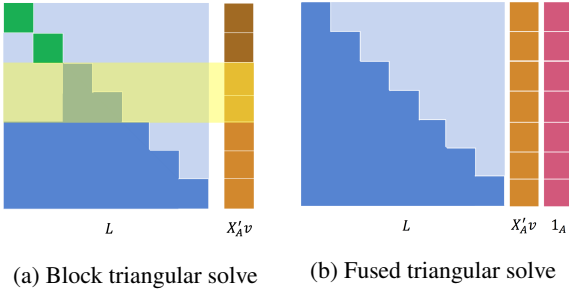 L X′_A v L X′_A v 1_A
(a) Block triangular solve (b) Fused triangular solve